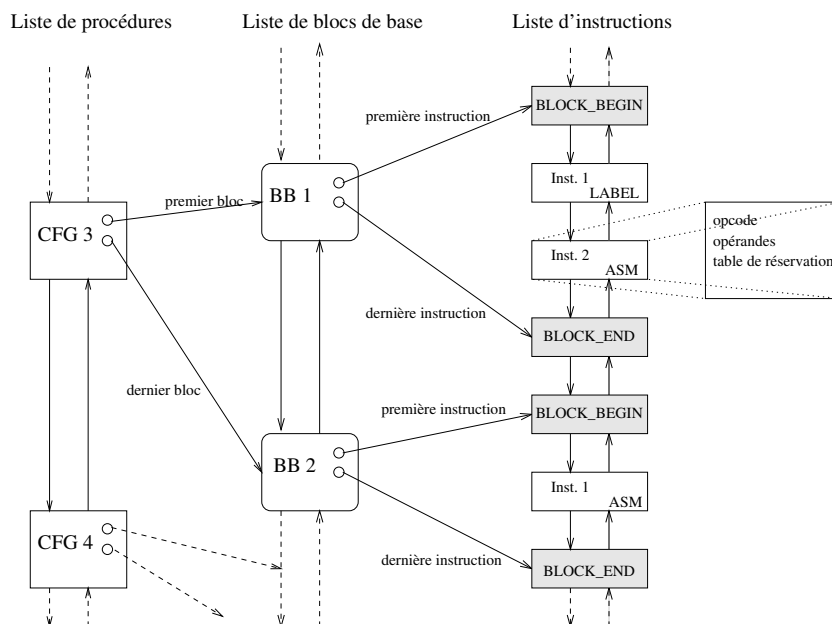 Liste de procédures
Liste de blocs de base
Liste d'instructions
BLOCK_BEGIN
première instruction
Inst. 1
LABEL
BB 1
premier bloc
CFG 3
opcode
opérandes
table de réservation
Inst. 2
ASM
dernière instruction
BLOCK_END
dernier bloc
première instruction
BLOCK_BEGIN
BB 2
Inst. 1
ASM
CFG 4
dernière instruction
BLOCK_END